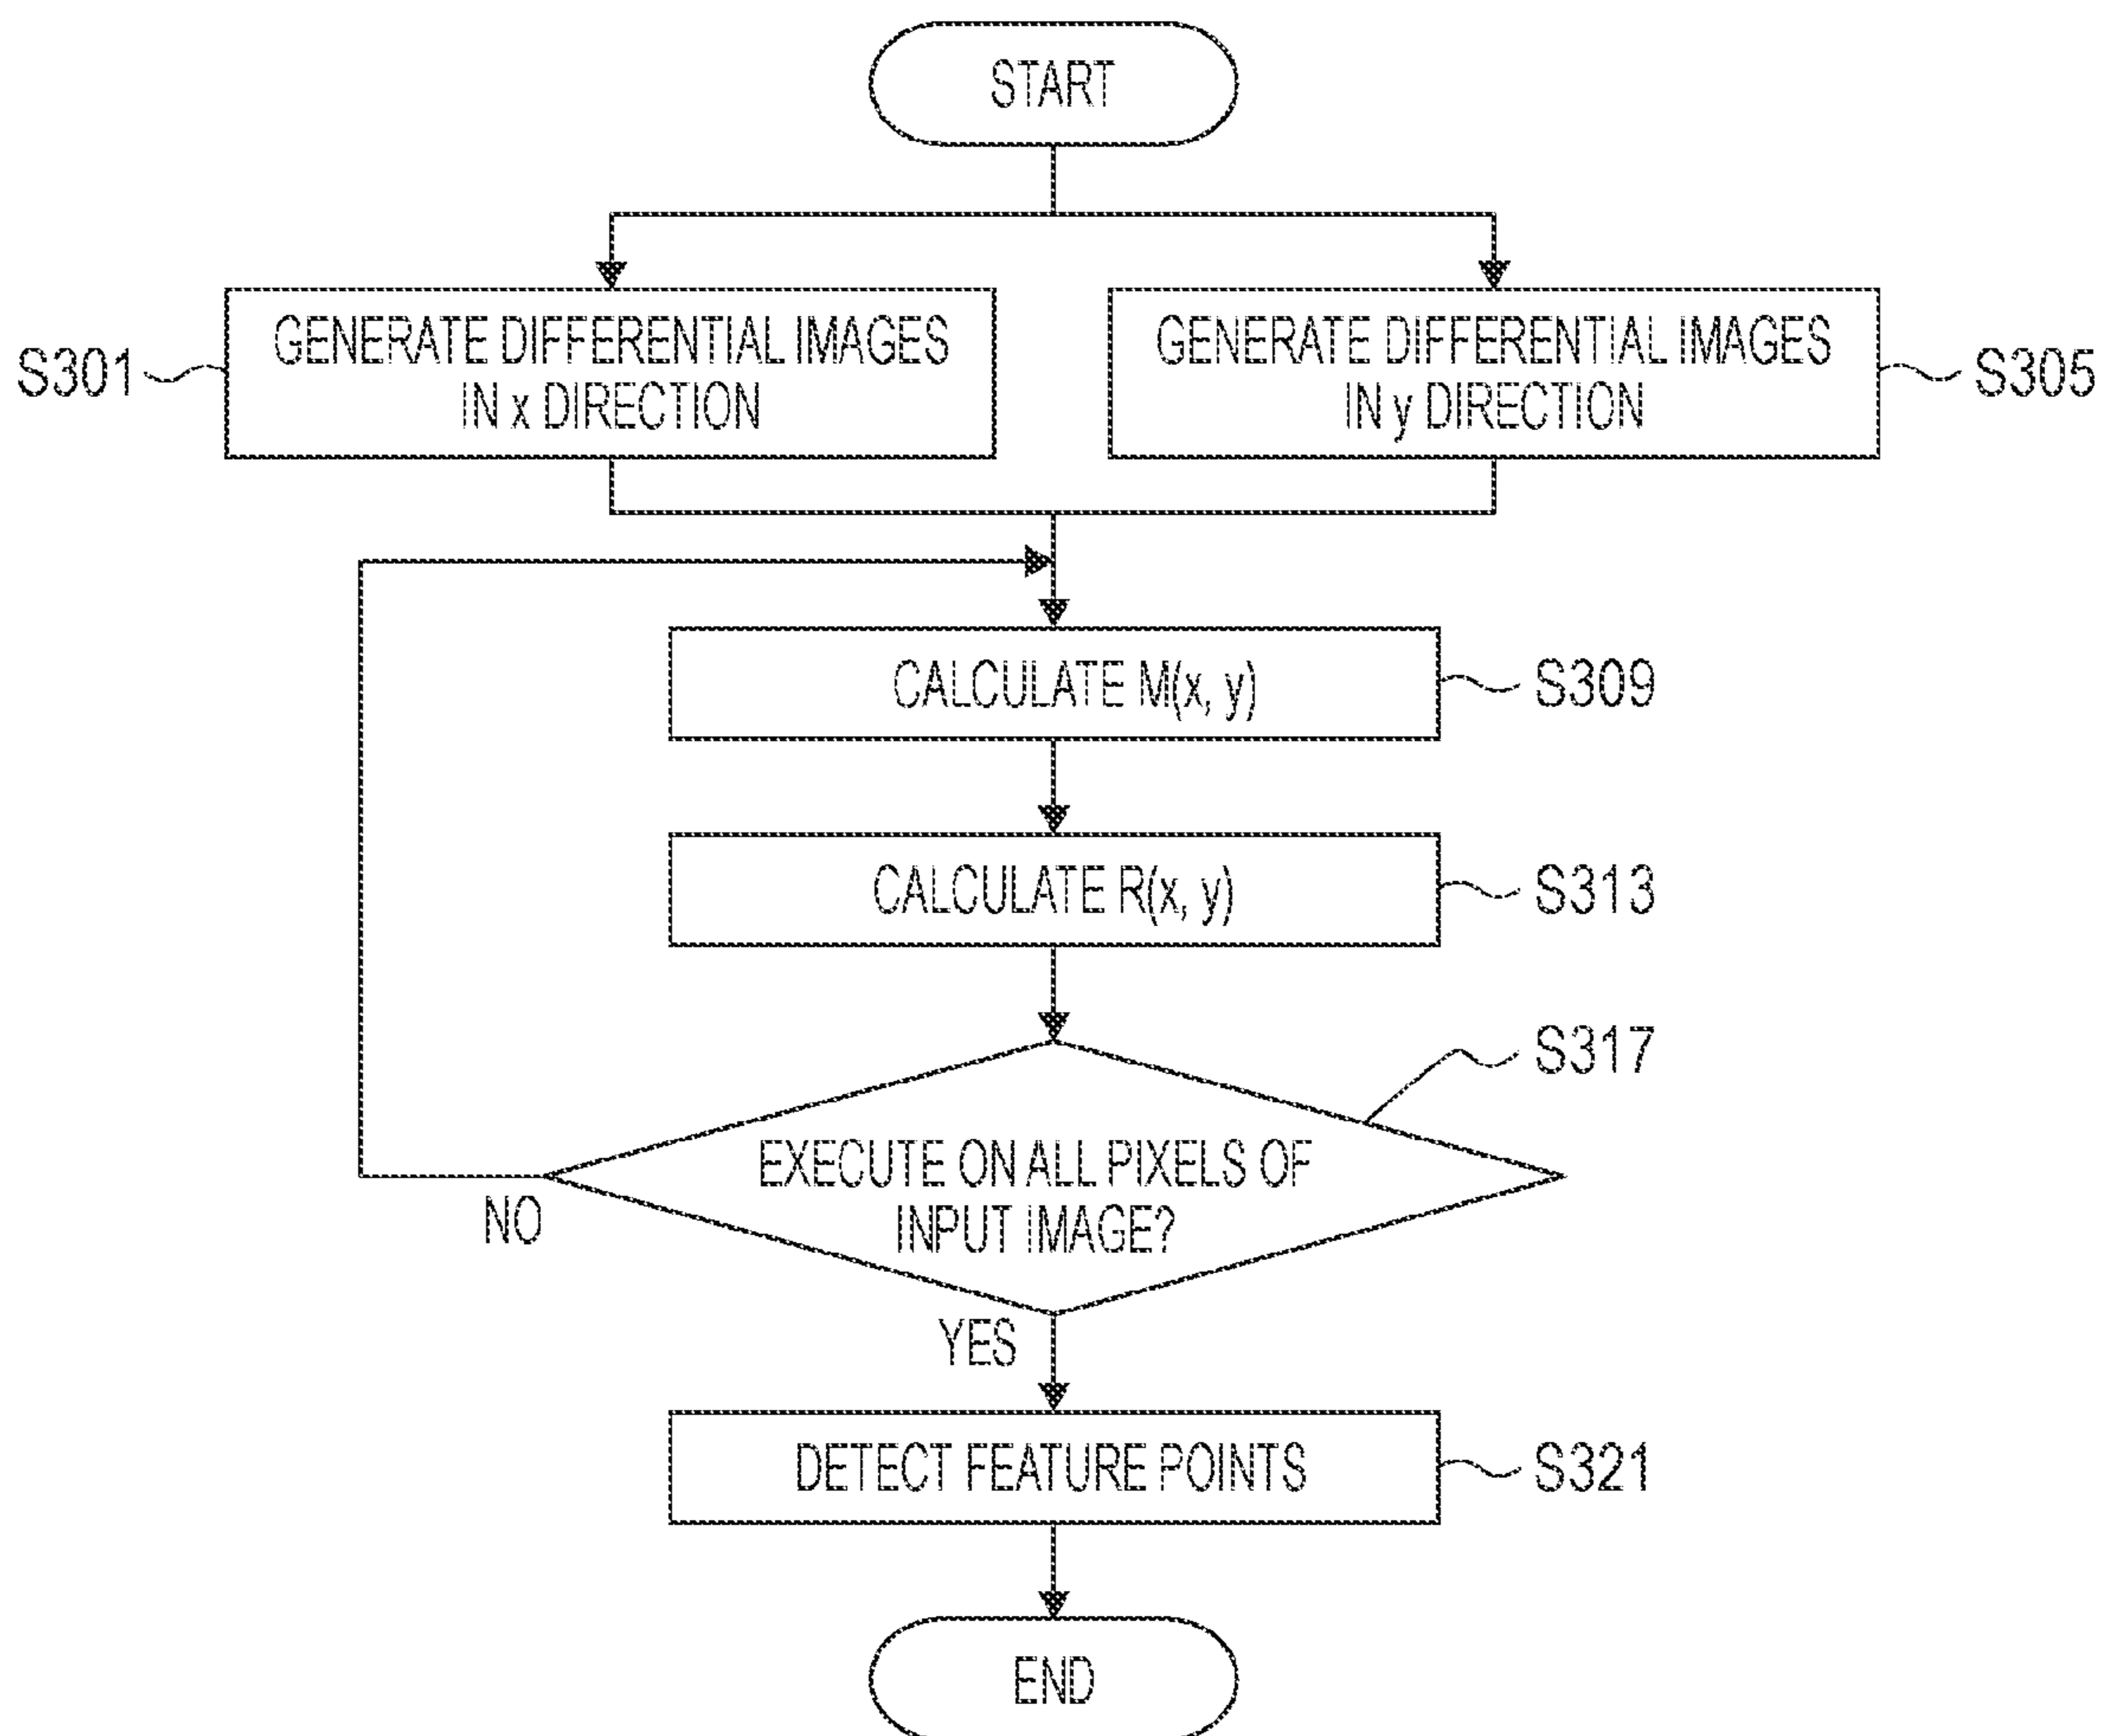 START
GENERATE DIFFERENTIAL IMAGES
IN x DIRECTION
S301
GENERATE DIFFERENTIAL IMAGES
IN y DIRECTION
S305
CALCULATE M(x, y)
S309
CALCULATE R(x, y)
S313
S317
EXECUTE ON ALL PIXELS OF
INPUT IMAGE?
NO
YES
DETECT FEATURE POINTS
S321
END